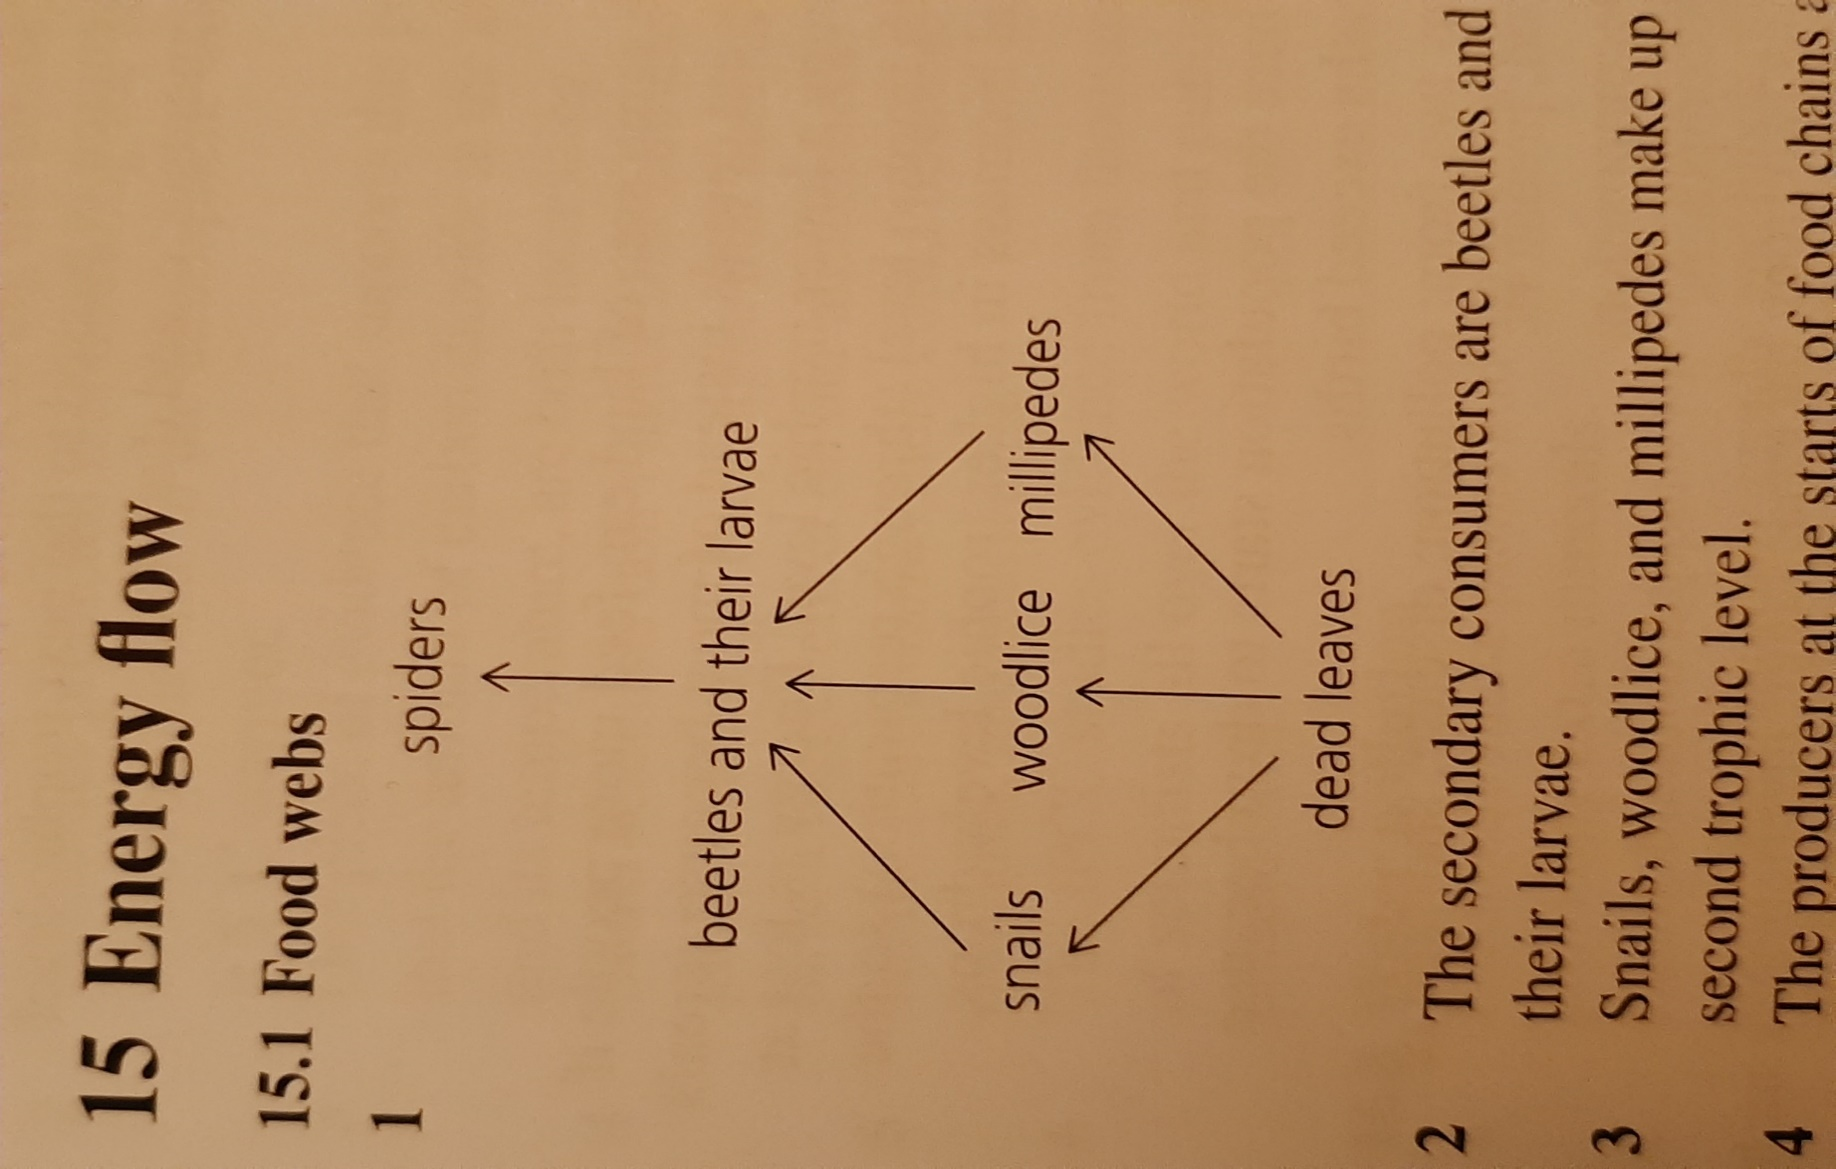 15 Energy flow
15.1 Food webs
1
spiders
beetles and their larvae
snails woodlice millipedes
dead leaves
2 The secondary consumers are beetles and
their larvae.
3 Snails, woodlice, and millipedes make up
second trophic level.
4 The producers at the starts of food chains